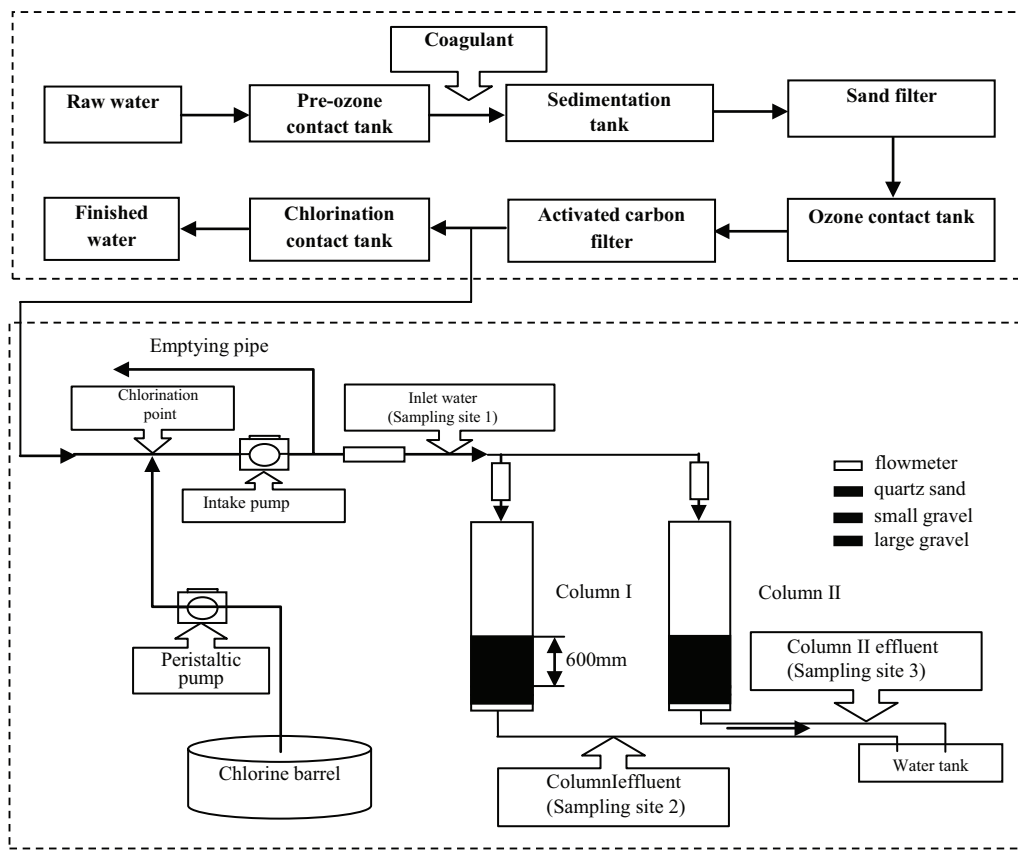 Coagulant
Raw water
Pre-ozone
contact tank
Sedimentation
tank
Sand filter
Finished
water
Chlorination
contact tank
Activated carbon
filter
Ozone contact tank
Emptying pipe
Chlorination
point
Inlet water
(Sampling site 1)
Intake pump
flowmeter
quartz sand
small gravel
large gravel
Column I
Column II
600mm
Peristaltic
pump
Column II effluent
(Sampling site 3)
Chlorine barrel
ColumnIeffluent
(Sampling site 2)
Water tank